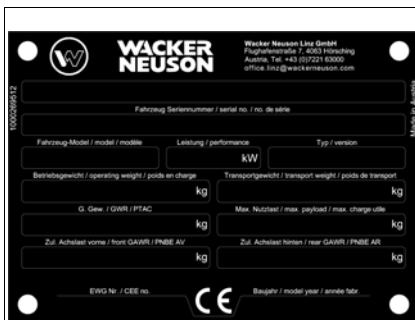 WACKER
NEUSON
Wacker Neuson Linz GmbH
Flughafenstraße 7, 4063 Hörsching
Austria, Tel. +43 (0)7221 63000
office.linz@wackerneuson.com
1000269512
Made in Austria
Fahrzeug Seriennummer / serial no. / no. de série
Fahrzeug-Model / model / modèle Leistung / performance Typ / version
kW
Betriebsgewicht / operating weight / poids en charge Transportgewicht / transport weight / poids de transport
kg kg
G. Gew. / GWR / PTAC Max. Nutzlast / max. payload / max. charge utile
kg kg
Zul. Achslast vorne / front GAWR / PNBE AV Zul. Achslast hinten / rear GAWR / PNBE AR
kg kg
EWG Nr. / CEE no. CE Baujahr / model year / année fabr.